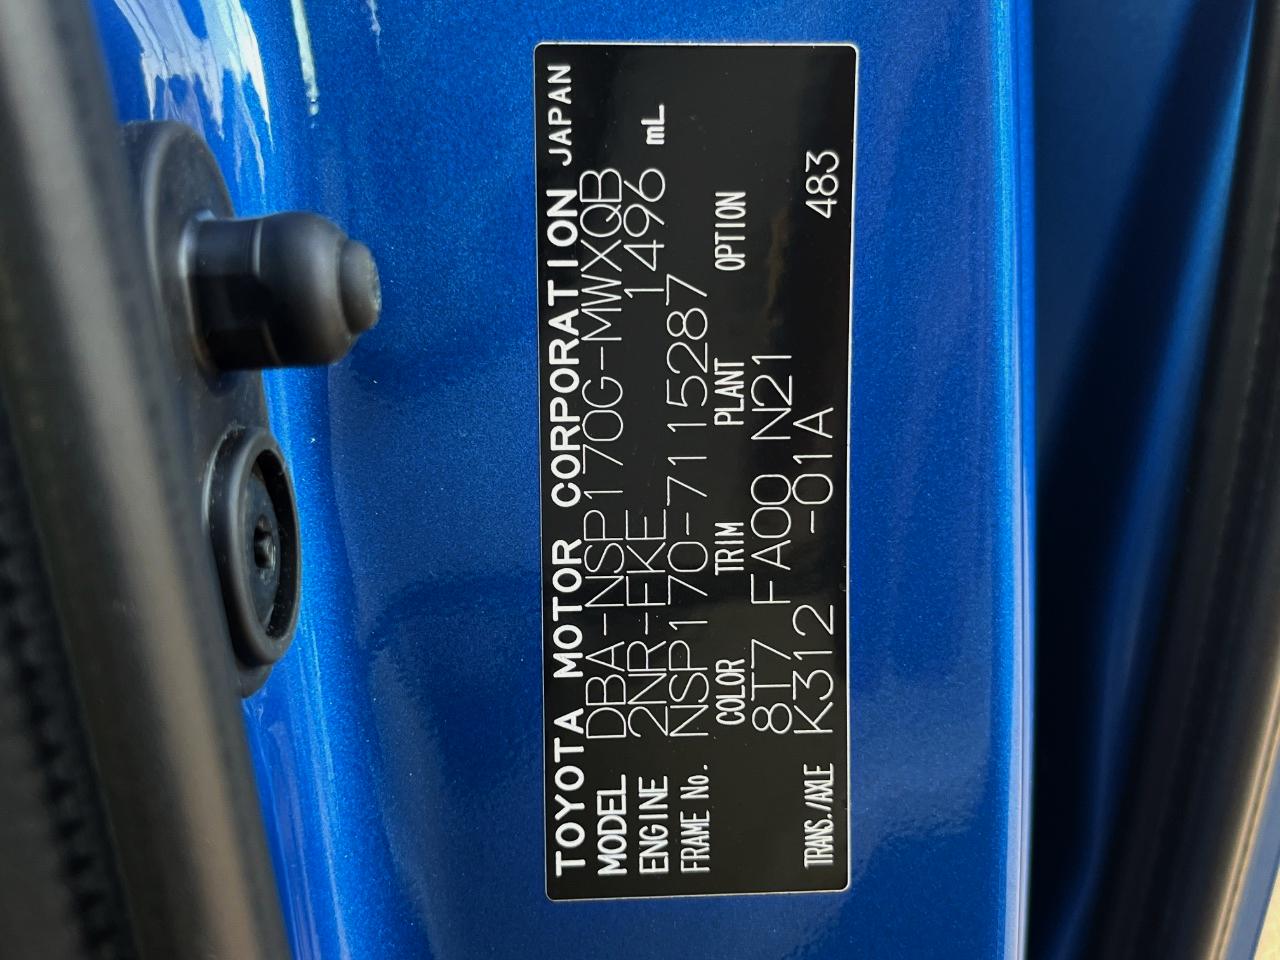 TOYOTA MOTOR CORPORATION JAPAN
MODEL DBA-NSP170G-MWXQB
ENGINE 2NR-FKE 1496 mL
FRAME No. NSP170-7115287
COLOR TRIM PLANT OPTION
8T7 FA00 N21
TRANS./AXLE K312 -01A 483